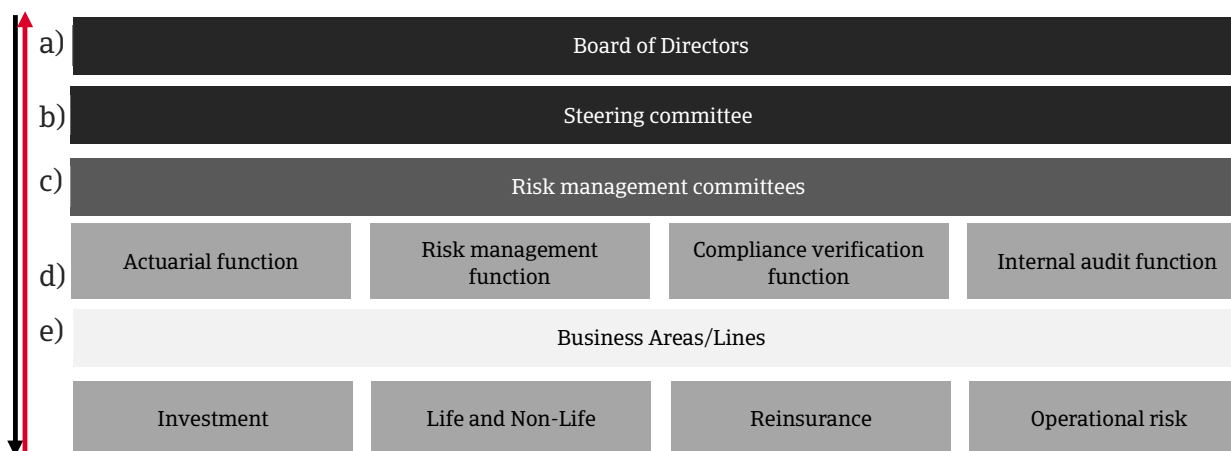 a)
Board of Directors
b)
Steering committee
c)
Risk management committees
d)
Actuarial function
Risk management
function
Compliance verification
function
Internal audit function
e)
Business Areas/Lines
Investment
Life and Non-Life
Reinsurance
Operational risk